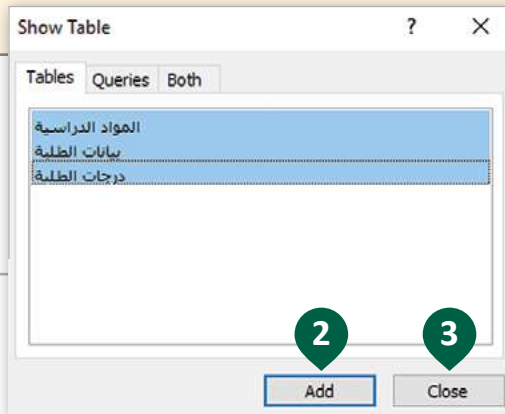 Show Table ? ×
Tables Queries Both
المواد الدراسية
بيانات الطلبة
درجات الطلبة
2 3
Add Close